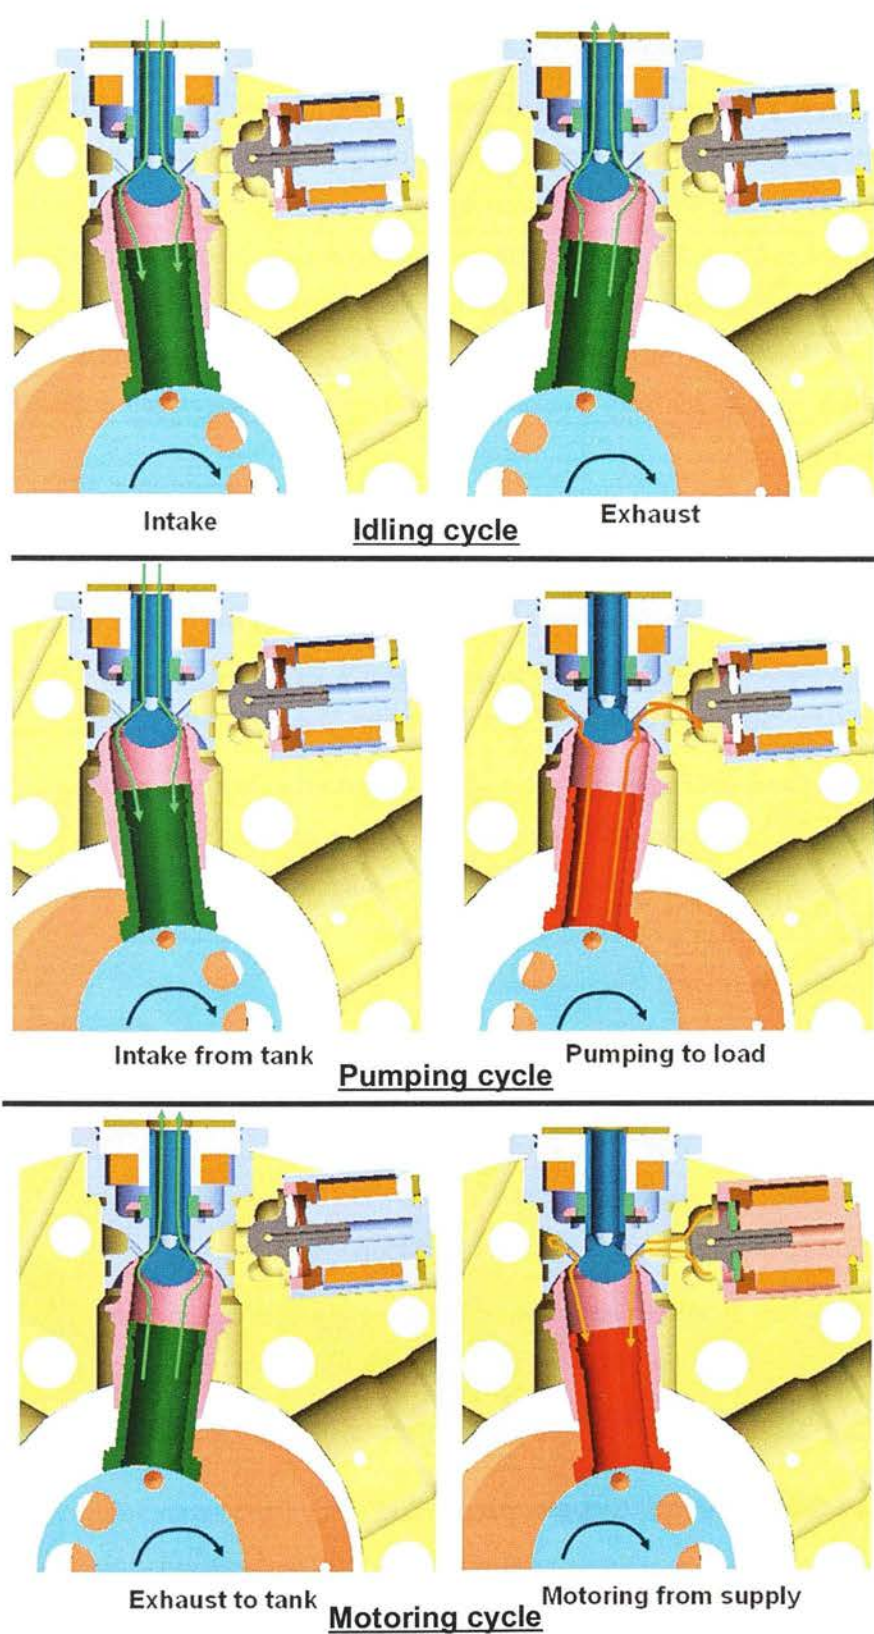 Intake
Exhaust
Idling cycle
Intake from tank
Pumping to load
Pumping cycle
Exhaust to tank
Motoring from supply
Motoring cycle